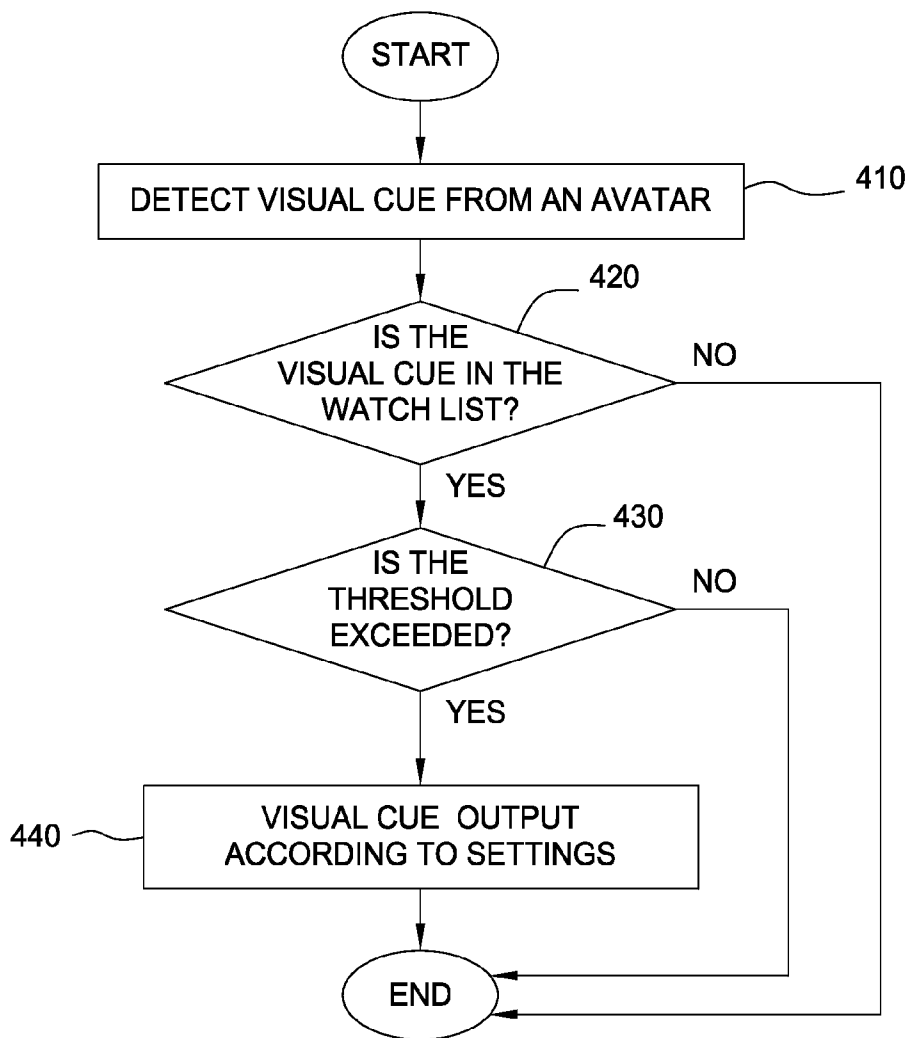 START
DETECT VISUAL CUE FROM AN AVATAR
410
420
IS THE
VISUAL CUE IN THE
WATCH LIST?
NO
YES
430
IS THE
THRESHOLD
EXCEEDED?
NO
YES
440
VISUAL CUE OUTPUT
ACCORDING TO SETTINGS
END